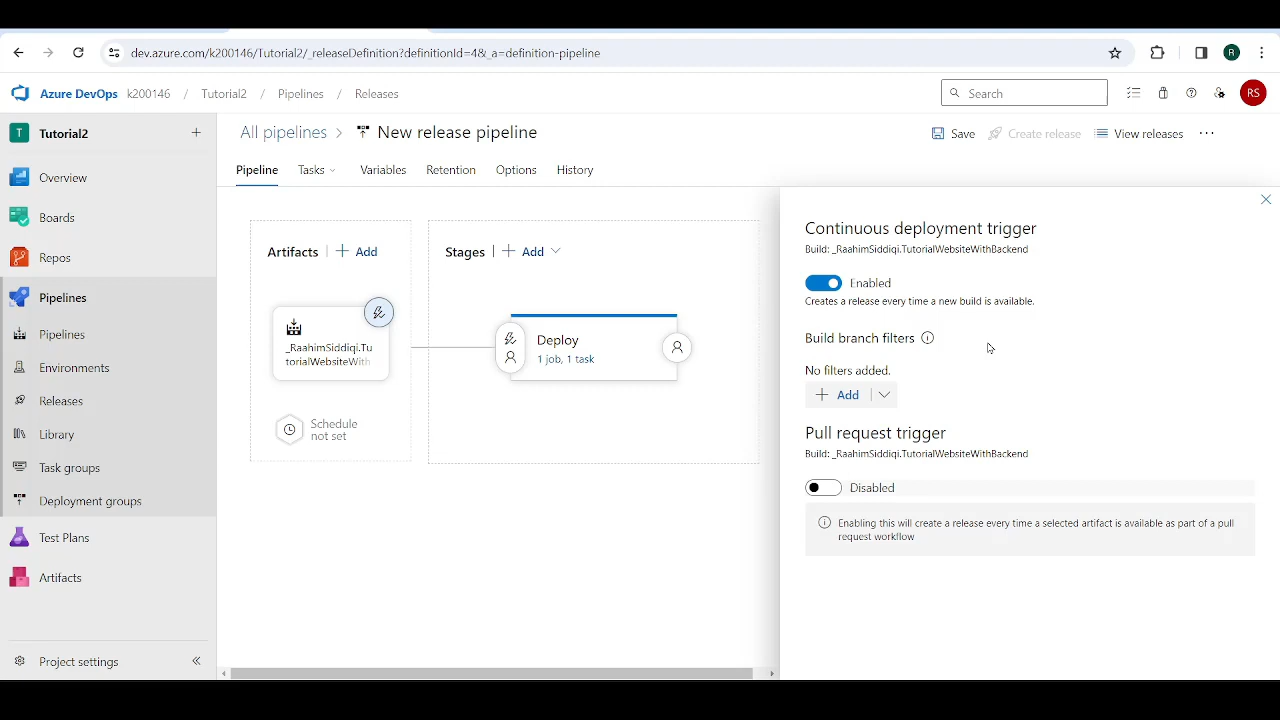 dev.azure.com/k200146/Tutorial2/_releaseDefinition?definitionId=4&_a=definition-pipeline
R
Azure DevOps k200146 / Tutorial2 / Pipelines / Releases
Search
RS
T Tutorial2
All pipelines > New release pipeline
Save
Create release
View releases
Pipeline
Tasks
Variables
Retention
Options
History
Overview
Boards
Repos
Pipelines
Pipelines
Environments
Releases
Library
Task groups
Deployment groups
Test Plans
Artifacts
Project settings
Artifacts | + Add
_RaahimSiddiqi.Tu
torialWebsiteWith
Schedule
not set
Stages | + Add
Deploy
1 job, 1 task
Continuous deployment trigger
Build: _RaahimSiddiqi.TutorialWebsiteWithBackend
Enabled
Creates a release every time a new build is available.
Build branch filters
No filters added.
+ Add
Pull request trigger
Build: _RaahimSiddiqi.TutorialWebsiteWithBackend
Disabled
Enabling this will create a release every time a selected artifact is available as part of a pull
request workflow